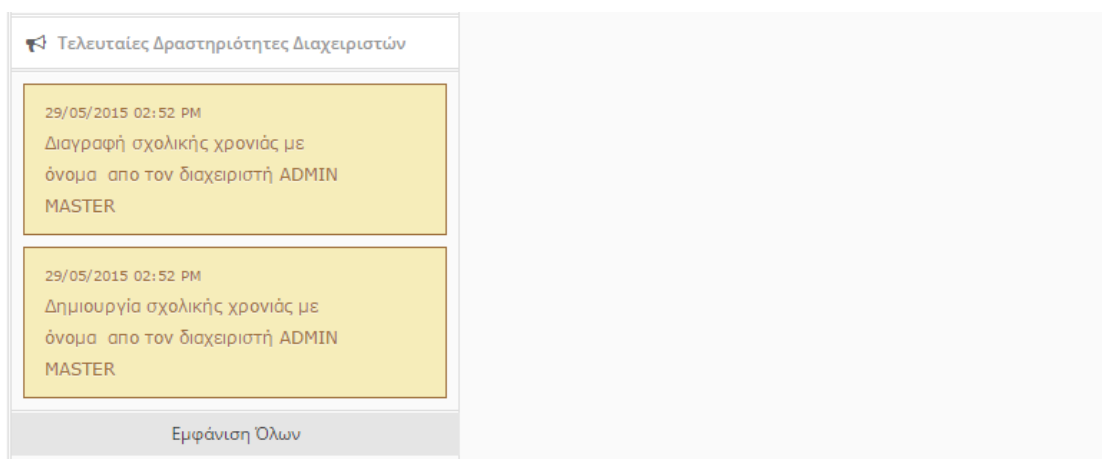 Τελευταίες Δραστηριότητες Διαχειριστών
29/05/2015 02:52 PM
Διαγραφή σχολικής χρονιάς με
όνομα απο τον διαχειριστή ADMIN
MASTER
29/05/2015 02:52 PM
Δημιουργία σχολικής χρονιάς με
όνομα απο τον διαχειριστή ADMIN
MASTER
Εμφάνιση Όλων